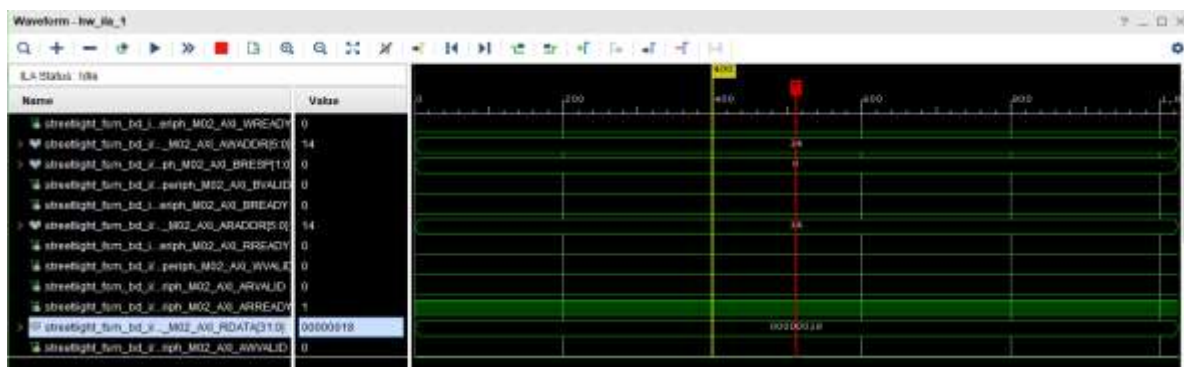 Waveform - hw_ila_1
ILA Status: Idle
Name Value
streetlight_fsm_bd_i...eriph_M02_AXI_WREADY 0
streetlight_fsm_bd_i/..._M02_AXI_AWADDR[5:0] 14
streetlight_fsm_bd_i/...ph_M02_AXI_BRESP[1:0] 0
streetlight_fsm_bd_i/...periph_M02_AXI_BVALID 0
streetlight_fsm_bd_i...eriph_M02_AXI_BREADY 0
streetlight_fsm_bd_i/..._M02_AXI_ARADDR[5:0] 14
streetlight_fsm_bd_i...eriph_M02_AXI_RREADY 0
streetlight_fsm_bd_i/...periph_M02_AXI_WVALID 0
streetlight_fsm_bd_i/...riph_M02_AXI_ARVALID 0
streetlight_fsm_bd_i/...riph_M02_AXI_ARREADY 1
streetlight_fsm_bd_i/..._M02_AXI_RDATA[31:0] 00000018
streetlight_fsm_bd_i/...riph_M02_AXI_AWVALID 0
400
0 200 400 600 800
14
0
14
00000018